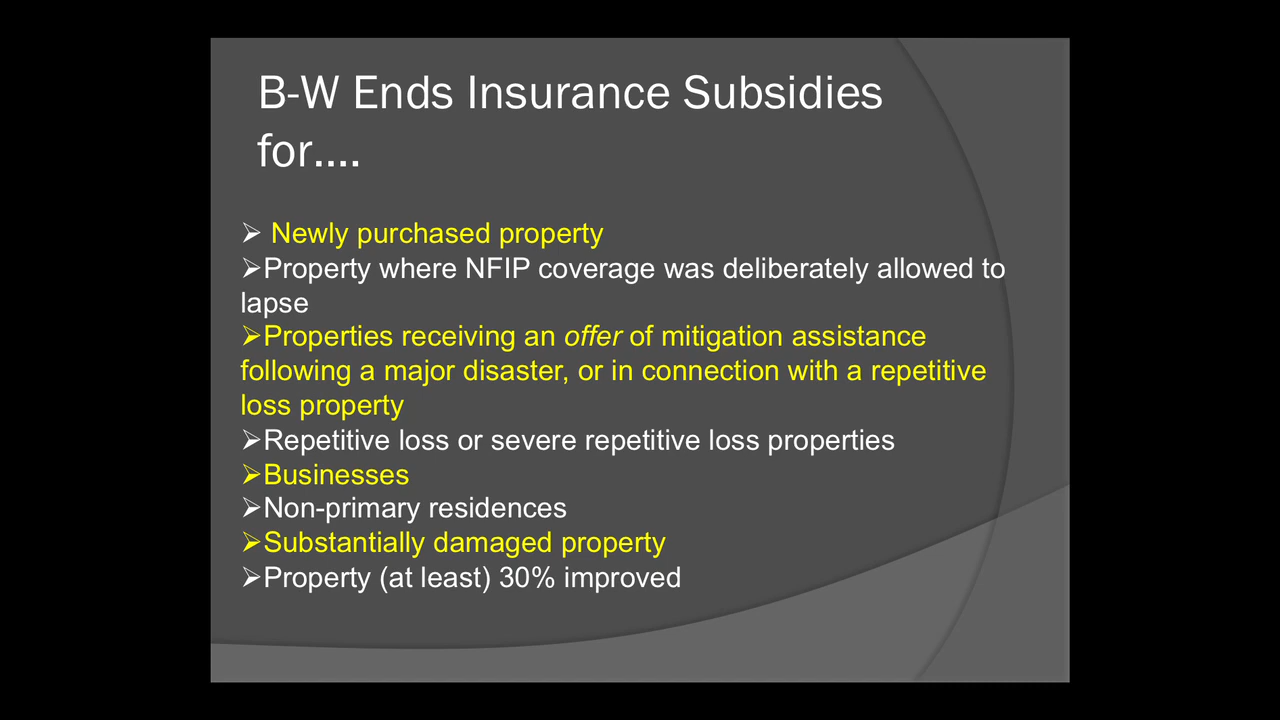 B-W Ends Insurance Subsidies
for....
➢ Newly purchased property
➢Property where NFIP coverage was deliberately allowed to
lapse
➢Properties receiving an offer of mitigation assistance
following a major disaster, or in connection with a repetitive
loss property
➢Repetitive loss or severe repetitive loss properties
➢Businesses
➢Non-primary residences
➢Substantially damaged property
➢Property (at least) 30% improved